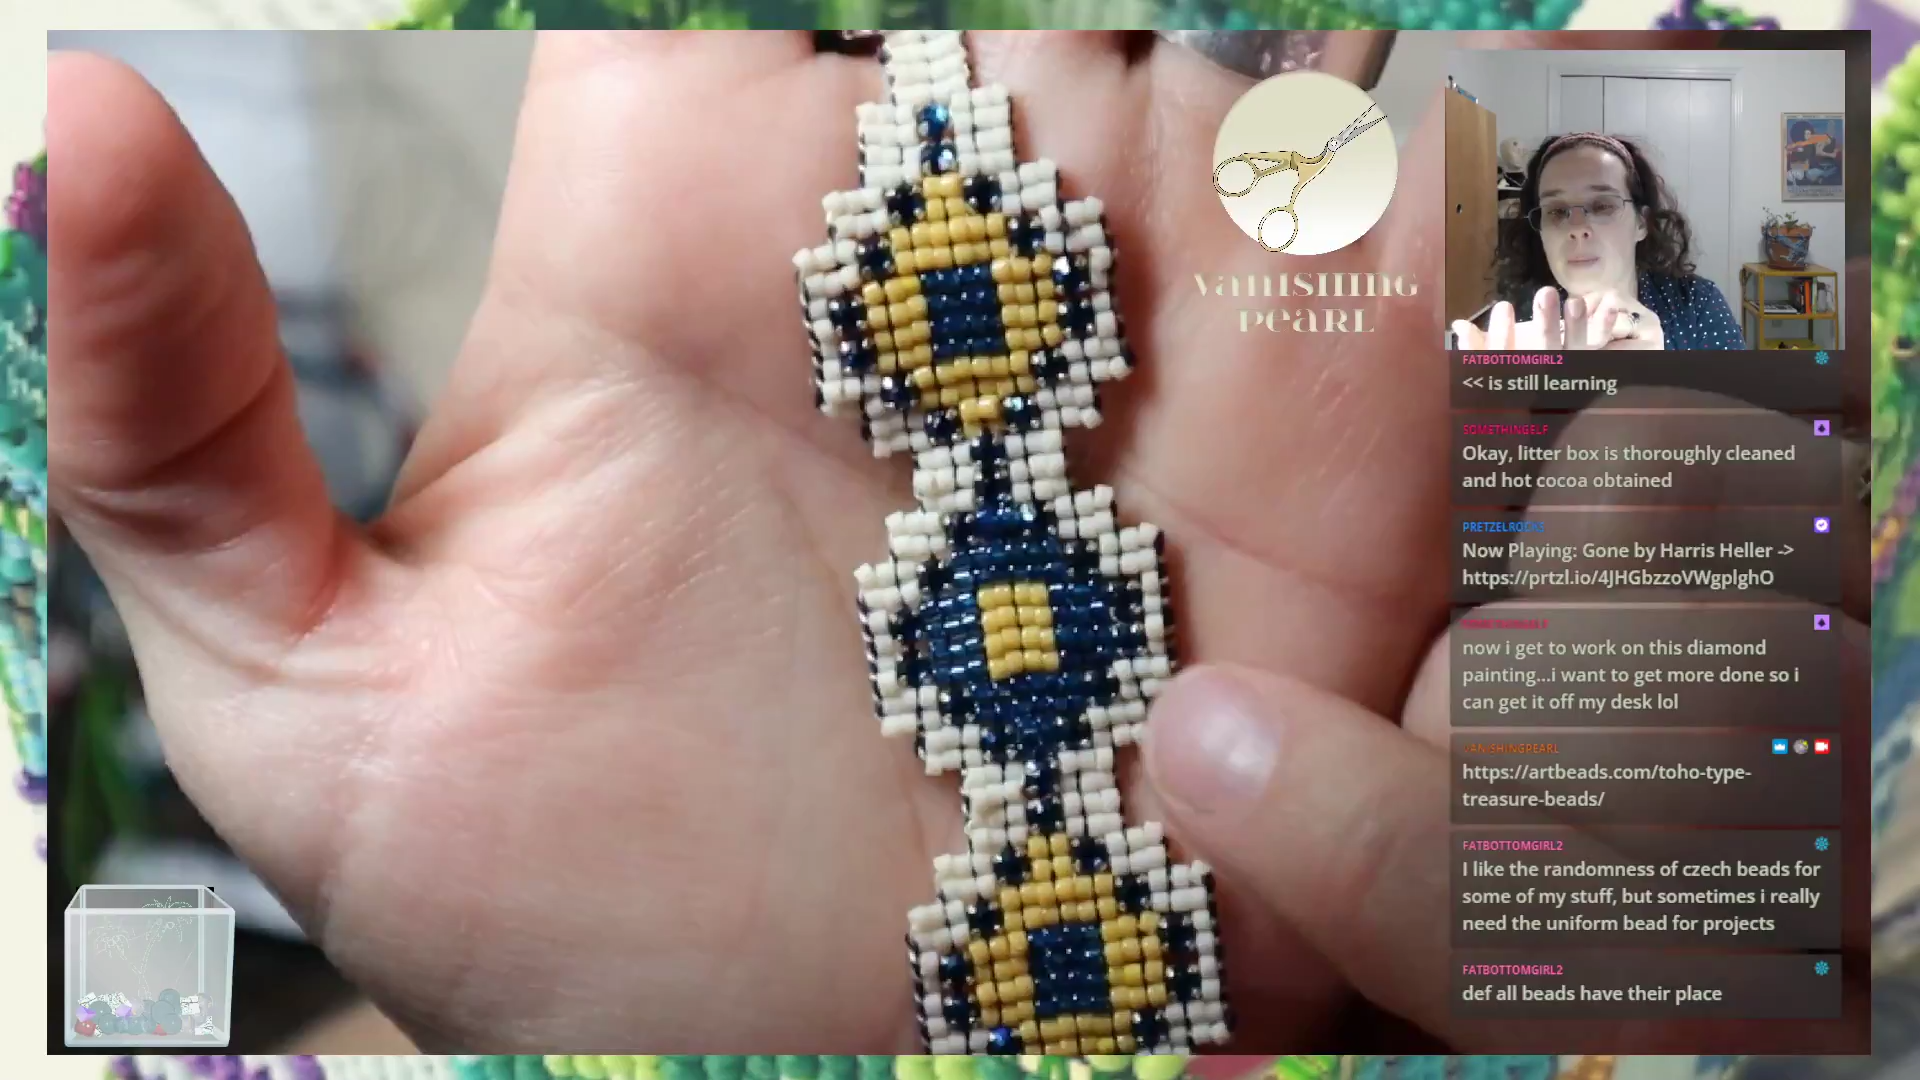 VANISHING
PEARL
FATBOTTOMGIRL2
<< is still learning
SOMETHINGELF
Okay, litter box is thoroughly cleaned
and hot cocoa obtained
PRETZELROCKS
Now Playing: Gone by Harris Heller ->
https://prtzl.io/4JHGbzzoVWgplghO
now i get to work on this diamond
painting...i want to get more done so i
can get it off my desk lol
VANISHINGPEARL
https://artbeads.com/toho-type-
treasure-beads/
FATBOTTOMGIRL2
I like the randomness of czech beads for
some of my stuff, but sometimes i really
need the uniform bead for projects
FATBOTTOMGIRL2
def all beads have their place